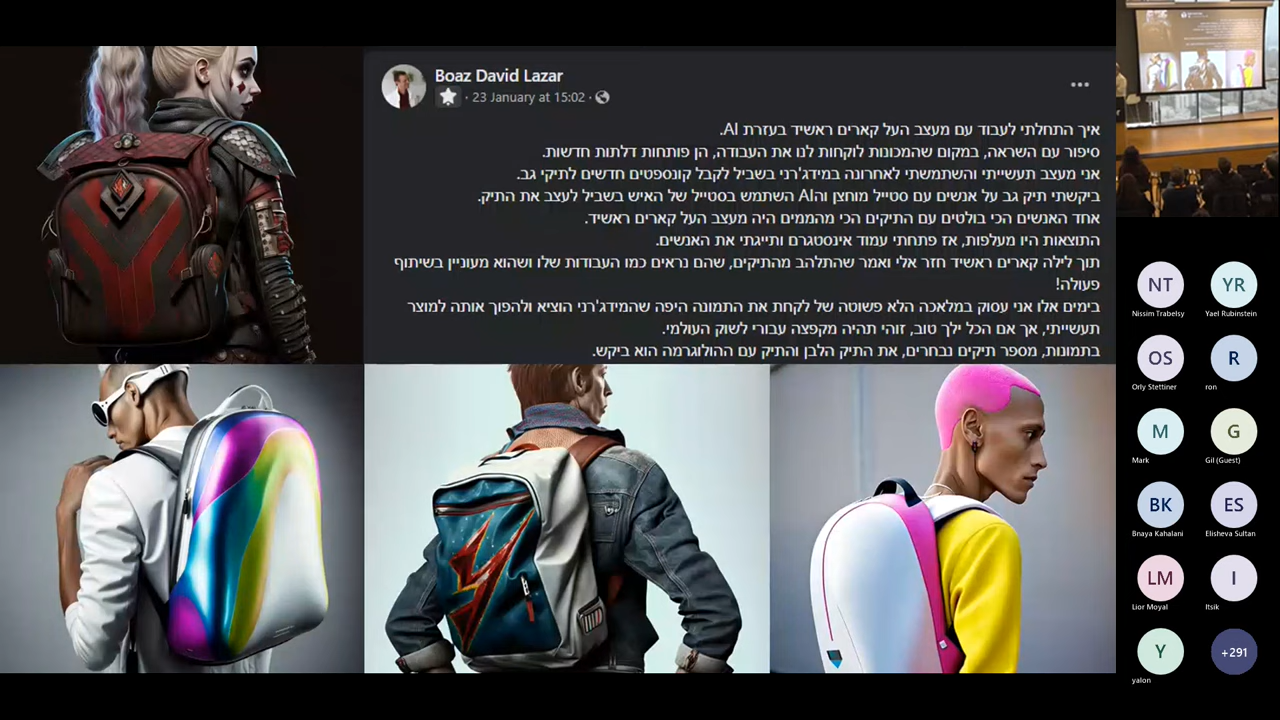 Boaz David Lazar
23 January at 15:02
איך התחלתי לעבוד עם מעצב העל קארים ראשיד בעזרת AI.
סיפור עם השראה, במקום שהמכונות לוקחות לנו את העבודה, הן פותחות דלתות חדשות.
אני מעצב תעשייתי והשתמשתי לאחרונה במידג'רני בשביל לקבל קונספטים חדשים לתיקי גב.
ביקשתי תיק גב על אנשים עם סטייל מוחצן והAI השתמש בסטייל של האיש בשביל לעצב את התיק.
אחד האנשים הכי בולטים עם התיקים הכי מהממים היה מעצב העל קארים ראשיד.
התוצאות היו מעלפות, אז פתחתי עמוד אינסטגרם ותייגתי את האנשים.
תוך לילה קארים ראשיד חזר אלי ואמר שהתלהב מהתיקים, שהם נראים כמו העבודות שלו ושהוא מעוניין בשיתוף
פעולה!
בימים אלו אני עסוק במלאכה הלא פשוטה של לקחת את התמונה היפה שהמידג'רני הוציא ולהפוך אותה למוצר
תעשייתי, אך אם הכל ילך טוב, זוהי תהיה מקפצה עבורי לשוק העולמי.
בתמונות, מספר תיקים נבחרים, את התיק הלבן והתיק עם ההולוגרמה הוא ביקש.
NT
YR
Nissim Trabelsy
Yael Rubinstein
OS
R
Orly Stettiner
ron
M
G
Mark
Gil (Guest)
BK
ES
Bnaya Kahalani
Elisheva Sultan
LM
I
Lior Moyal
Itsik
Y
+291
yalon